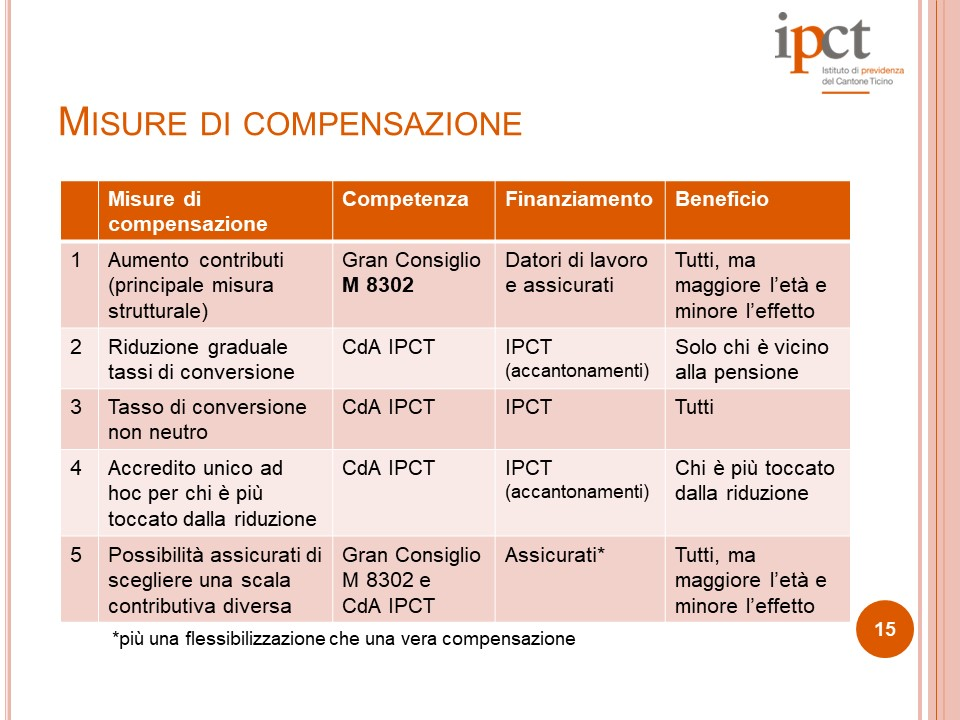 ipct
Istituto di previdenza
del Cantone Ticino
MISURE DI COMPENSAZIONE
Misure di
compensazione
Competenza
Finanziamento
Beneficio
1
Aumento contributi
(principale misura
strutturale)
Gran Consiglio
M 8302
Datori di lavoro
e assicurati
Tutti, ma
maggiore l'età e
minore l'effetto
2
Riduzione graduale
tassi di conversione
CdA IPCT
IPCT
(accantonamenti)
Solo chi è vicino
alla pensione
3
Tasso di conversione
non neutro
CdA IPCT
IPCT
Tutti
4
Accredito unico ad
hoc per chi è più
toccato dalla riduzione
CdA IPCT
IPCT
(accantonamenti)
Chi è più toccato
dalla riduzione
5
Possibilità assicurati di
scegliere una scala
contributiva diversa
Gran Consiglio
M 8302 e
CdA IPCT
Assicurati*
Tutti, ma
maggiore l'età e
minore l'effetto
*più una flessibilizzazione che una vera compensazione
15